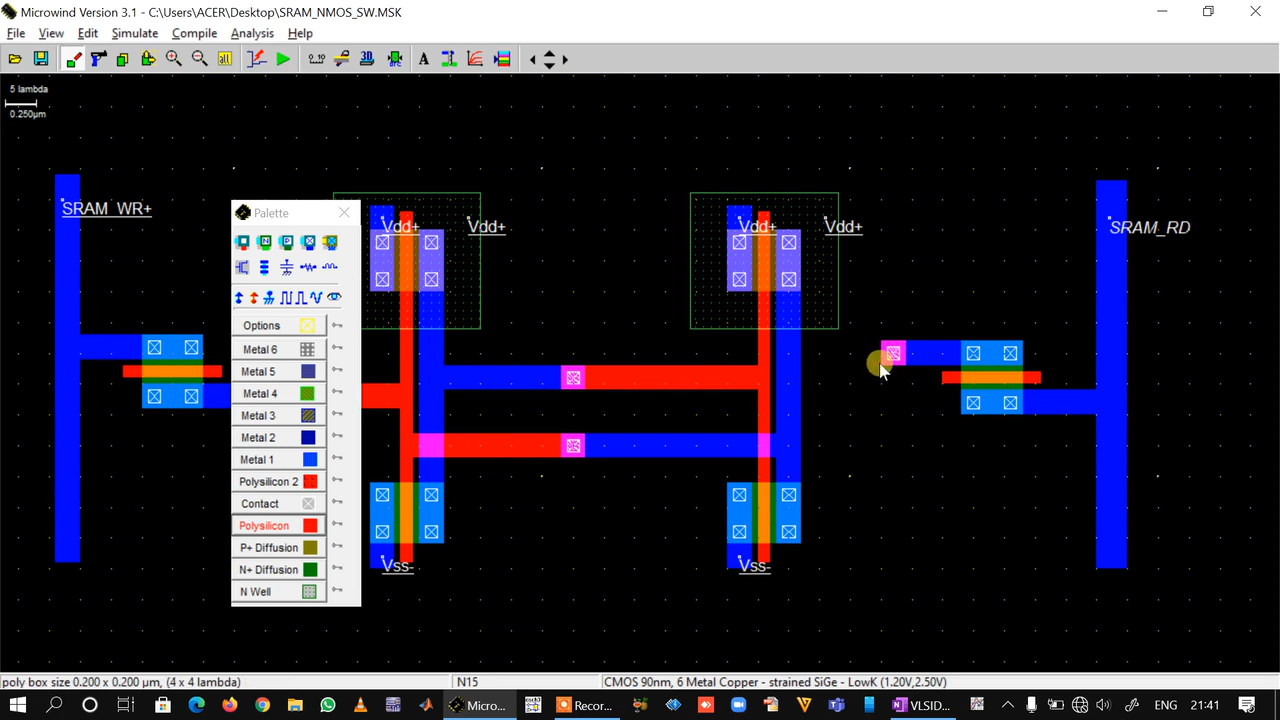 Microwind Version 3.1 - C:\Users\ACER\Desktop\SRAM_NMOS_SW.MSK
File View Edit Simulate Compile Analysis Help
5 lambda
0.250µm
SRAM_WR+
Palette
Vdd+ Vdd+
Vdd+ Vdd+
SRAM_RD
Options
Metal 6
Metal 5
Metal 4
Metal 3
Metal 2
Metal 1
Polysilicon 2
Contact
Polysilicon
P+ Diffusion
N+ Diffusion
N Well
Vss-
Vss-
poly box size 0.200 x 0.200 µm, (4 x 4 lambda) N15 CMOS 90nm, 6 Metal Copper - strained SiGe - LowK (1.20V,2.50V)
Micro... Recor... VLSID... ENG 21:41